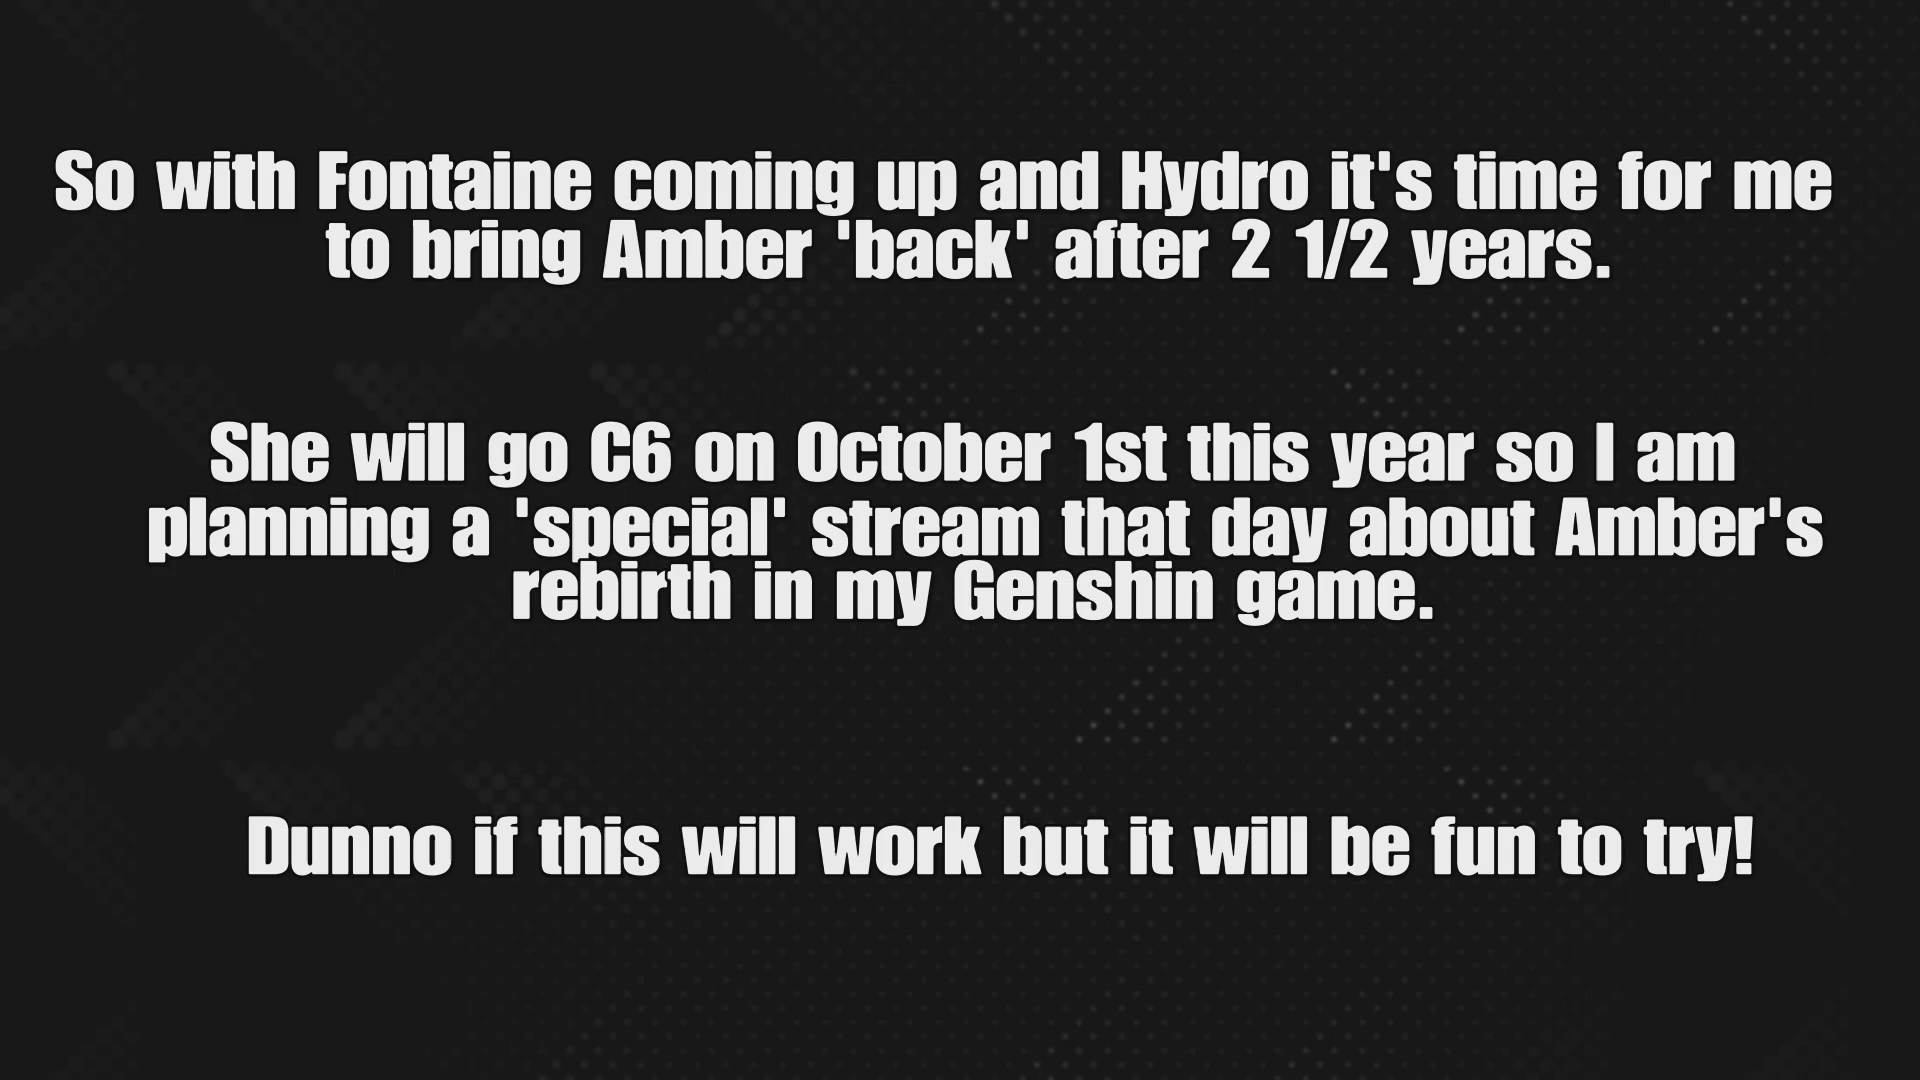 So with Fontaine coming up and Hydro it's time for me
to bring Amber 'back' after 2 1/2 years.
She will go C6 on October 1st this year so I am
planning a 'special' stream that day about Amber's
rebirth in my Genshin game.
Dunno if this will work but it will be fun to try!